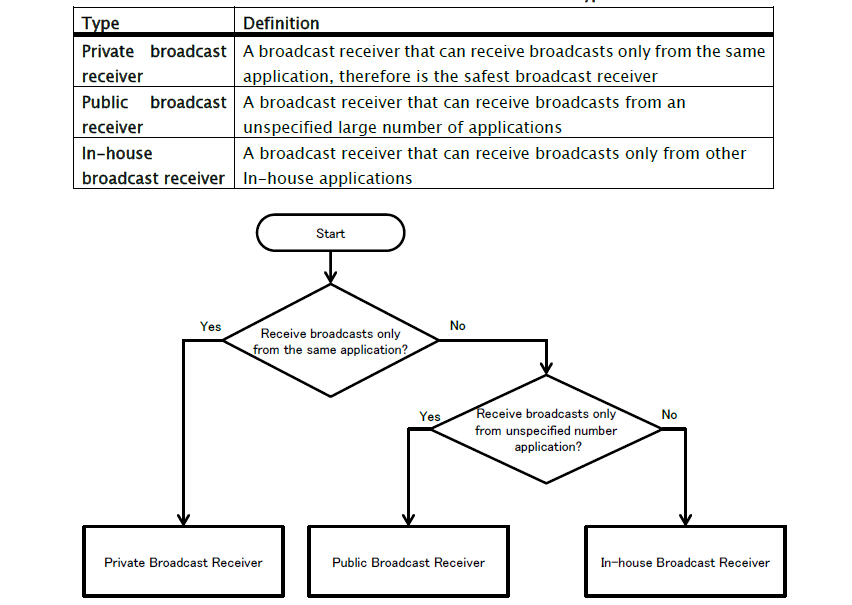 Type Definition
Private broadcast A broadcast receiver that can receive broadcasts only from the same
receiver application, therefore is the safest broadcast receiver
Public broadcast A broadcast receiver that can receive broadcasts from an
receiver unspecified large number of applications
In-house A broadcast receiver that can receive broadcasts only from other
broadcast receiver In-house applications
Start
Yes
No
Receive broadcasts only
from the same application?
Yes
No
Receive broadcasts only
from unspecified number
application?
Private Broadcast Receiver
Public Broadcast Receiver
In-house Broadcast Receiver